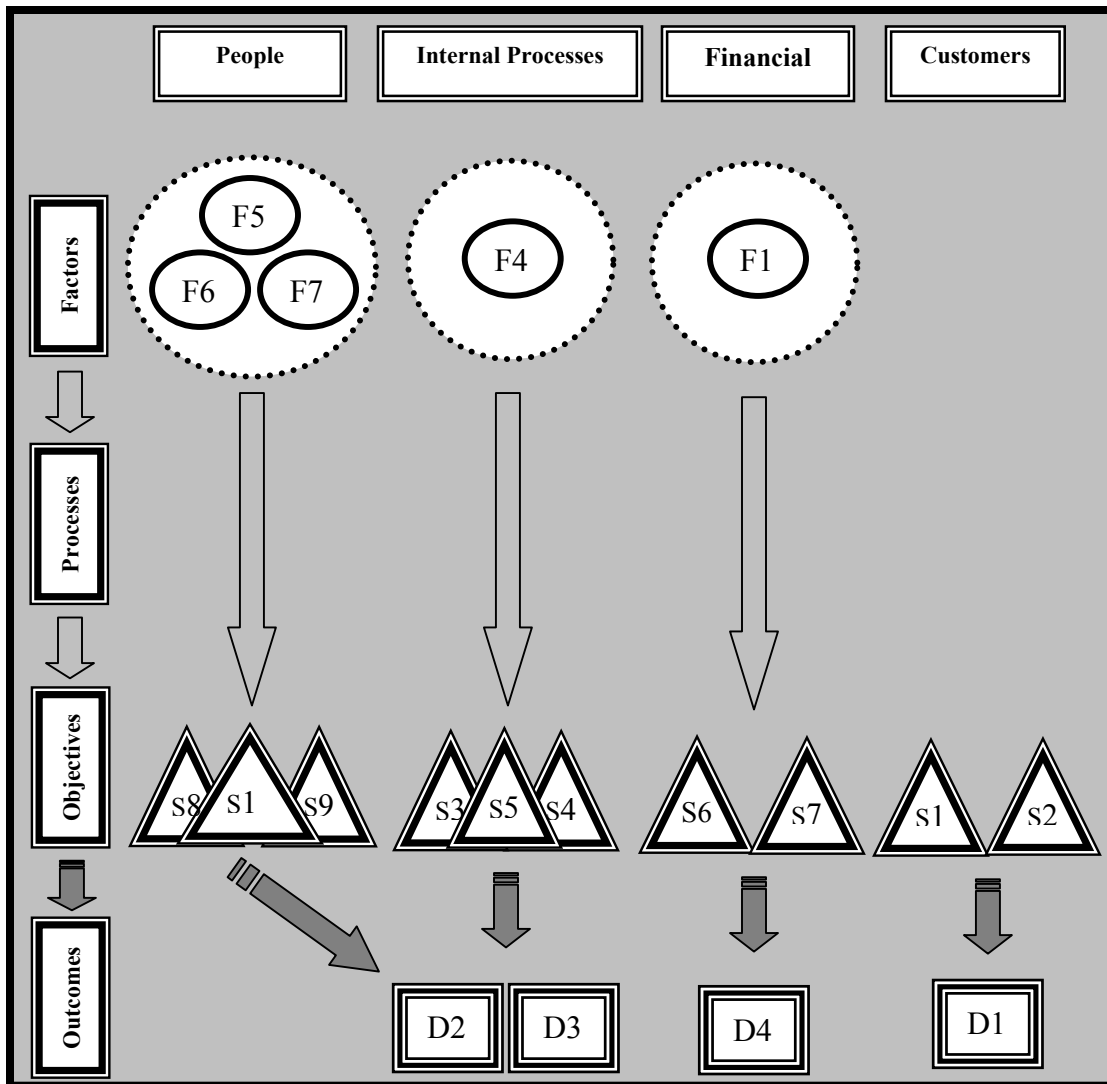 People
Internal Processes
Financial
Customers
Factors
F5
F6
F7
F4
F1
Processes
Objectives
S8
S1
S9
S3
S5
S4
S6
S7
S1
S2
Outcomes
D2
D3
D4
D1